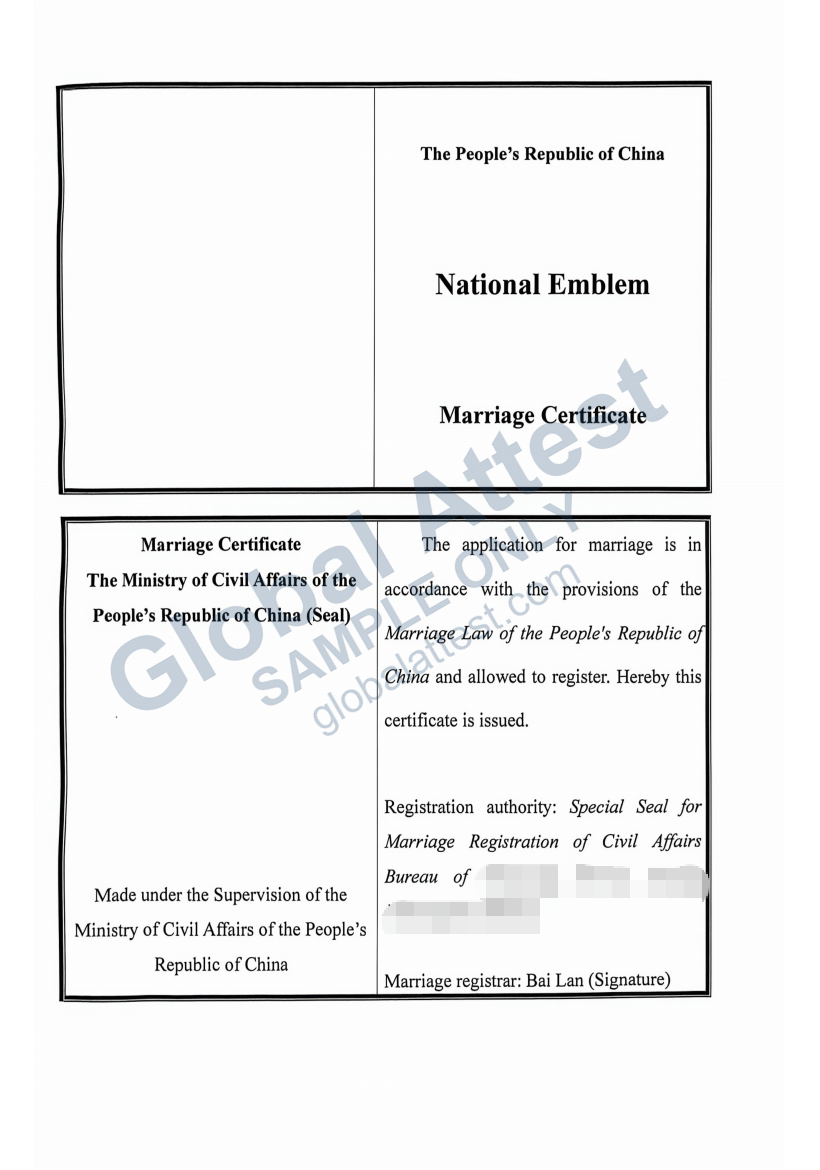 The People's Republic of China
National Emblem
Marriage Certificate
Marriage Certificate
The Ministry of Civil Affairs of the
People's Republic of China (Seal)
Made under the Supervision of the
Ministry of Civil Affairs of the People's
Republic of China
The application for marriage is in
accordance with the provisions of the
Marriage Law of the People's Republic of
China and allowed to register. Hereby this
certificate is issued.
Registration authority: Special Seal for
Marriage Registration of Civil Affairs
Bureau of
Marriage registrar: Bai Lan (Signature)
Global Attest
SAMPLE ONLY
globalattest.com